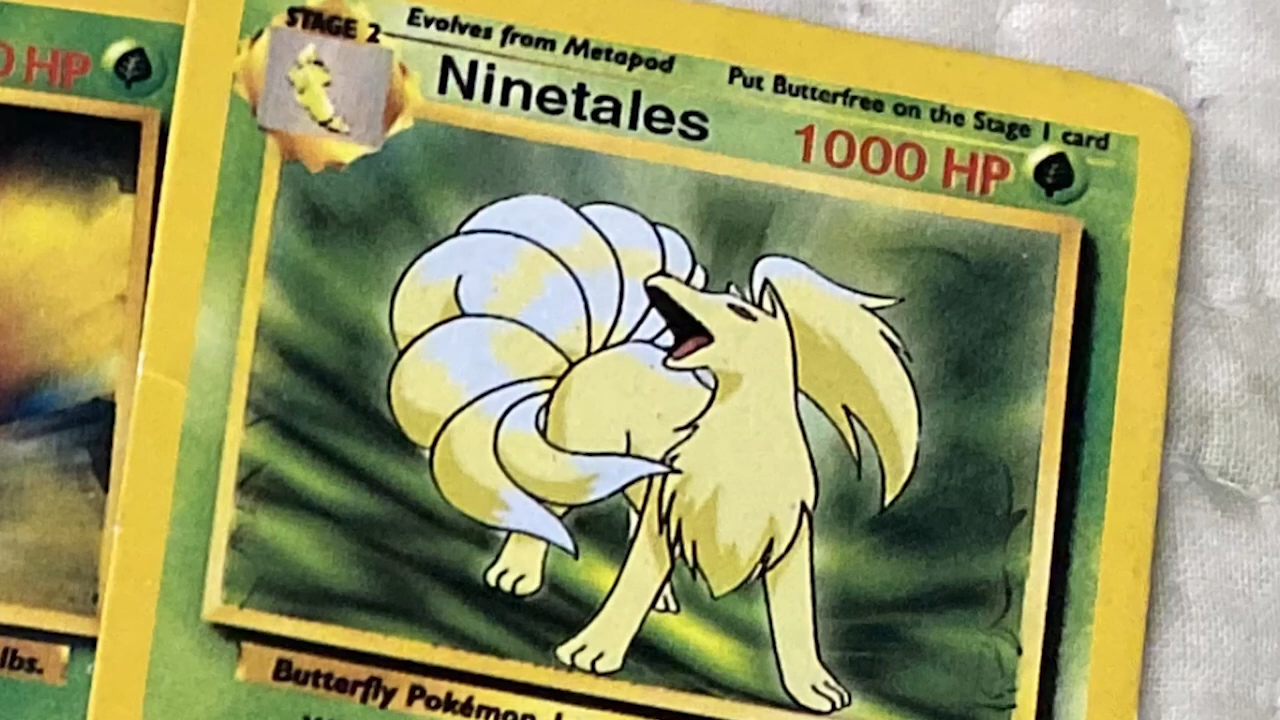 0 HP
STAGE 2
Evolves from Metapod
Put Butterfree on the Stage 1 card
Ninetales
1000 HP
lbs.
Butterfly Pokémon